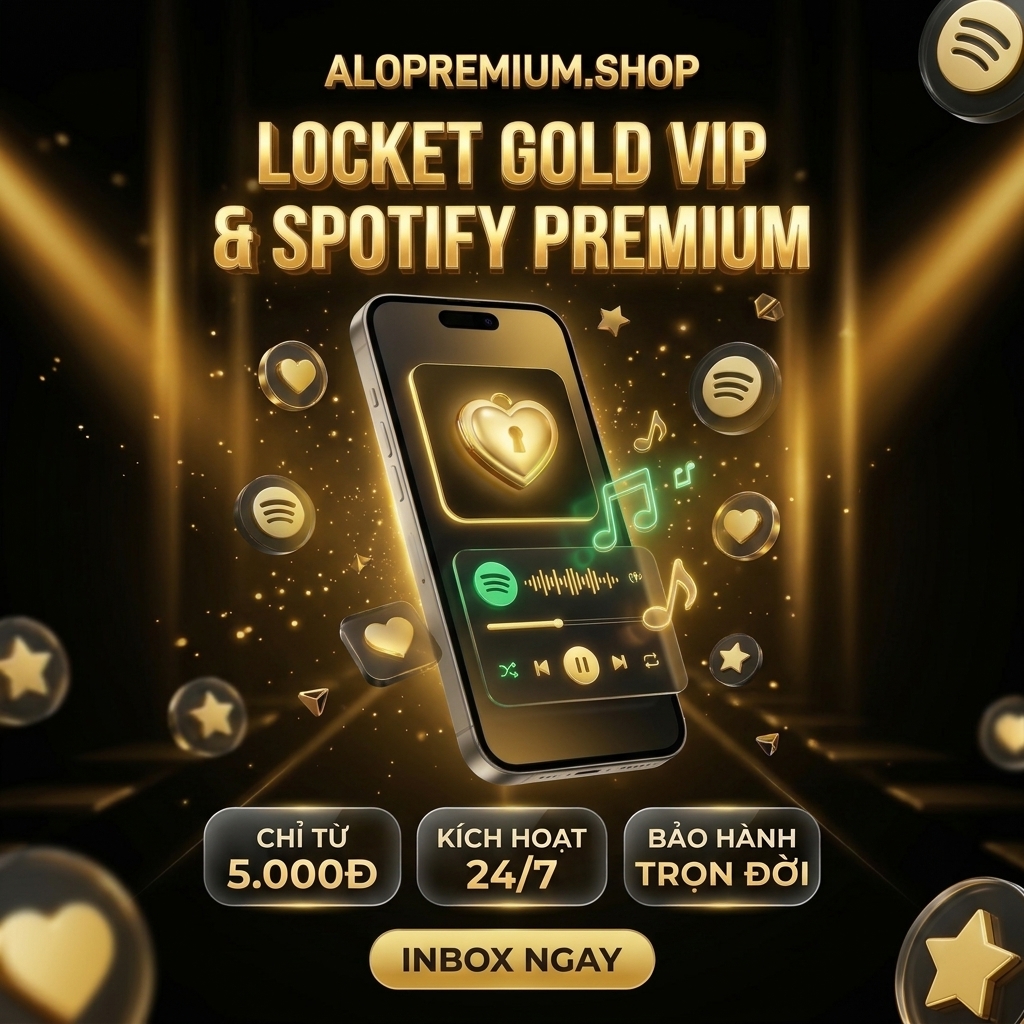 ALOPREMIUM.SHOP
LOCKET GOLD VIP
& SPOTIFY PREMIUM
CHỈ TỪ
5.000Đ
KÍCH HOẠT
24/7
BẢO HÀNH
TRỌN ĐỜI
INBOX NGAY